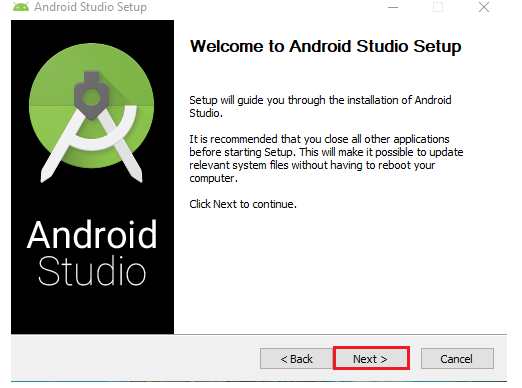 Android Studio Setup
Welcome to Android Studio Setup
Setup will guide you through the installation of Android
Studio.
It is recommended that you close all other applications
before starting Setup. This will make it possible to update
relevant system files without having to reboot your
computer.
Click Next to continue.
Android
Studio
< Back
Next >
Cancel